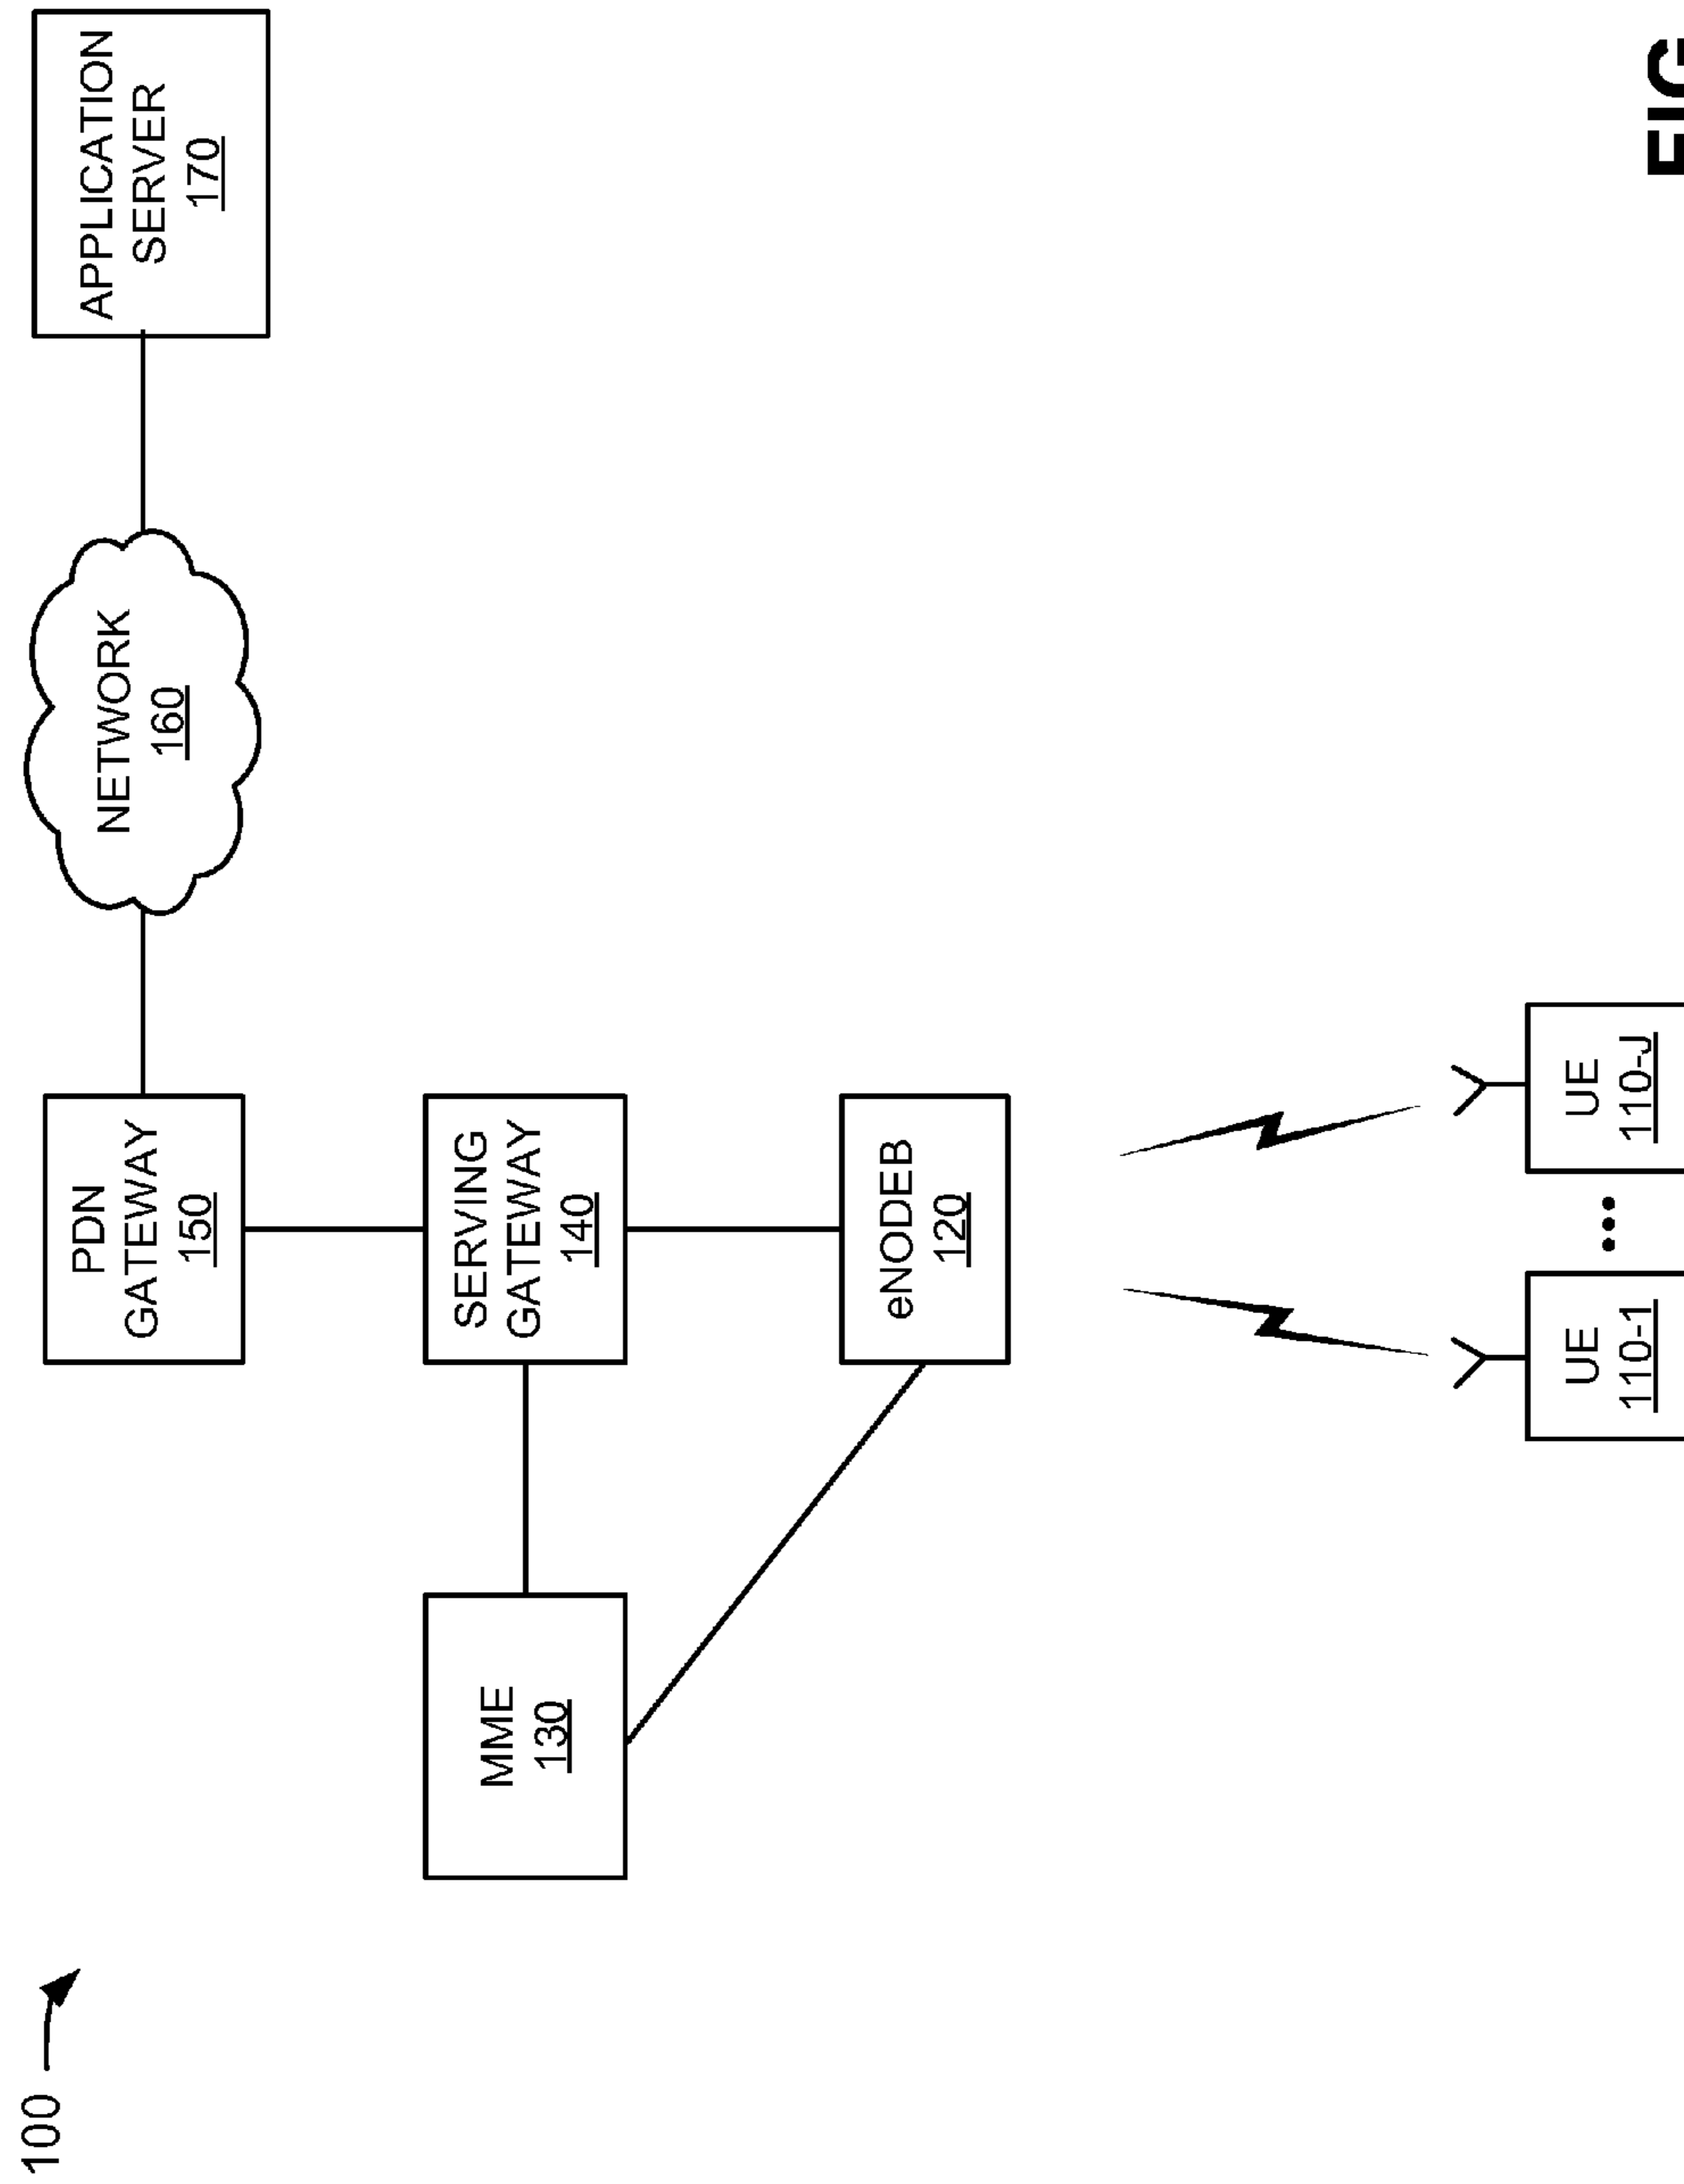 100
PDN
GATEWAY
150
NETWORK
160
APPLICATION
SERVER
170
MME
130
SERVING
GATEWAY
140
eNODEB
120
UE
110-1
...
UE
110-J